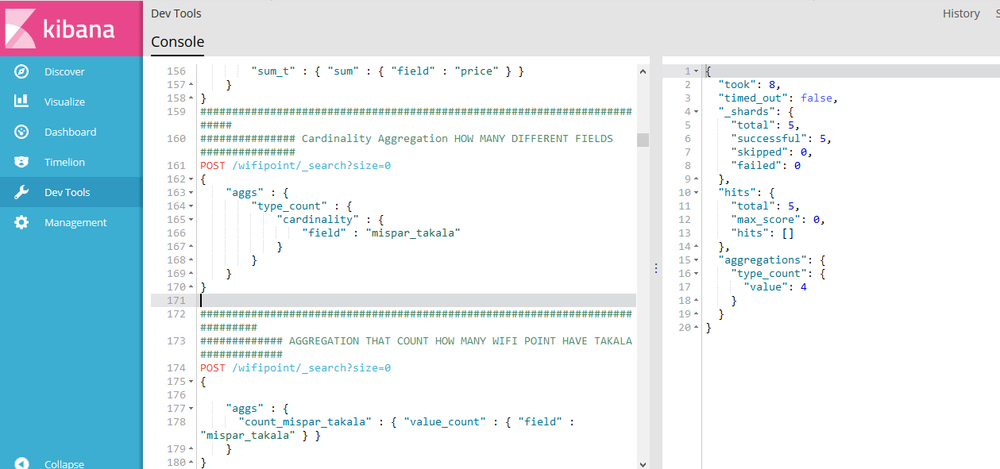 kibana
Discover
Visualize
Dashboard
Timelion
Dev Tools
Management
Collapse
Dev Tools
History
Console
156 "sum_t" : { "sum" : { "field" : "price" } }
157 }
158 }
159 ####################################################################
#####
160 ############### Cardinality Aggregation HOW MANY DIFFERENT FIELDS
###############
161 POST /wifipoint/_search?size=0
162 {
163 "aggs" : {
164 "type_count" : {
165 "cardinality" : {
166 "field" : "mispar_takala"
167 }
168 }
169 }
170 }
171
172 ####################################################################
#########
173 ############# AGGREGATION THAT COUNT HOW MANY WIFI POINT HAVE TAKALA
#############
174 POST /wifipoint/_search?size=0
175 {
176
177 "aggs" : {
178 "count_mispar_takala" : { "value_count" : { "field" :
"mispar_takala" } }
179 }
180 }
1 {
2 "took": 8,
3 "timed_out": false,
4 "_shards": {
5 "total": 5,
6 "successful": 5,
7 "skipped": 0,
8 "failed": 0
9 },
10 "hits": {
11 "total": 5,
12 "max_score": 0,
13 "hits": []
14 },
15 "aggregations": {
16 "type_count": {
17 "value": 4
18 }
19 }
20 }